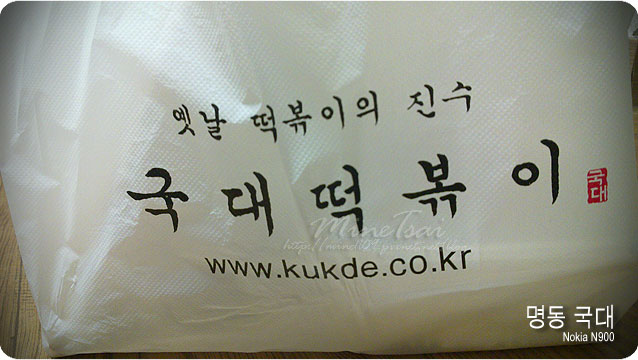 옛날 떡볶이의 진수
국대떡볶이
국대
MineTsai
www.kukde.co.kr
명동 국대
Nokia N900